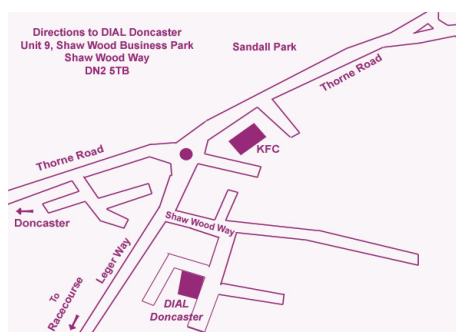 Directions to DIAL Doncaster
Unit 9, Shaw Wood Business Park
Shaw Wood Way
DN2 5TB
Sandall Park
Thorne Road
KFC
Thorne Road
Doncaster
Shaw Wood Way
Leger Way
To
Racecourse
DIAL
Doncaster